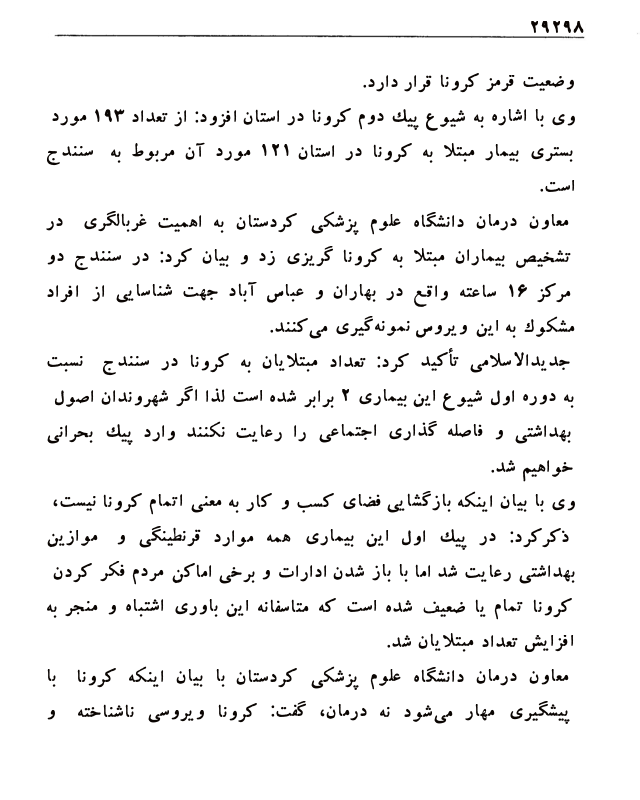 ۲۹۲۹۸
وضعیت قرمز کرونا قرار دارد.
وی با اشاره به شیوع پیك دوم کرونا در استان افزود: از تعداد ۱۹۳ مورد
بستری بیمار مبتلا به کرونا در استان ۱۲۱ مورد آن مربوط به سنندج
است.
معاون درمان دانشگاه علوم پزشکی کردستان به اهمیت غربالگری در
تشخیص بیماران مبتلا به کرونا گریزی زد و بیان کرد: در سنندج دو
مرکز ۱۶ ساعته واقع در بهاران و عباس آباد جهت شناسایی از افراد
مشکوك به این ویروس نمونه‌گیری می‌کنند.
جدیدالاسلامی تأکید کرد: تعداد مبتلایان به کرونا در سنندج نسبت
به دوره اول شیوع این بیماری ۲ برابر شده است لذا اگر شهروندان اصول
بهداشتی و فاصله گذاری اجتماعی را رعایت نکنند وارد پیك بحرانی
خواهیم شد.
وی با بیان اینکه بازگشایی فضای کسب و کار به معنی اتمام کرونا نیست،
ذکرکرد: در پیك اول این بیماری همه موارد قرنطینگی و موازین
بهداشتی رعایت شد اما با باز شدن ادارات و برخی اماکن مردم فکر کردن
کرونا تمام یا ضعیف شده است که متاسفانه این باوری اشتباه و منجر به
افزایش تعداد مبتلایان شد.
معاون درمان دانشگاه علوم پزشکی کردستان با بیان اینکه کرونا با
پیشگیری مهار می‌شود نه درمان، گفت: کرونا ویروسی ناشناخته و